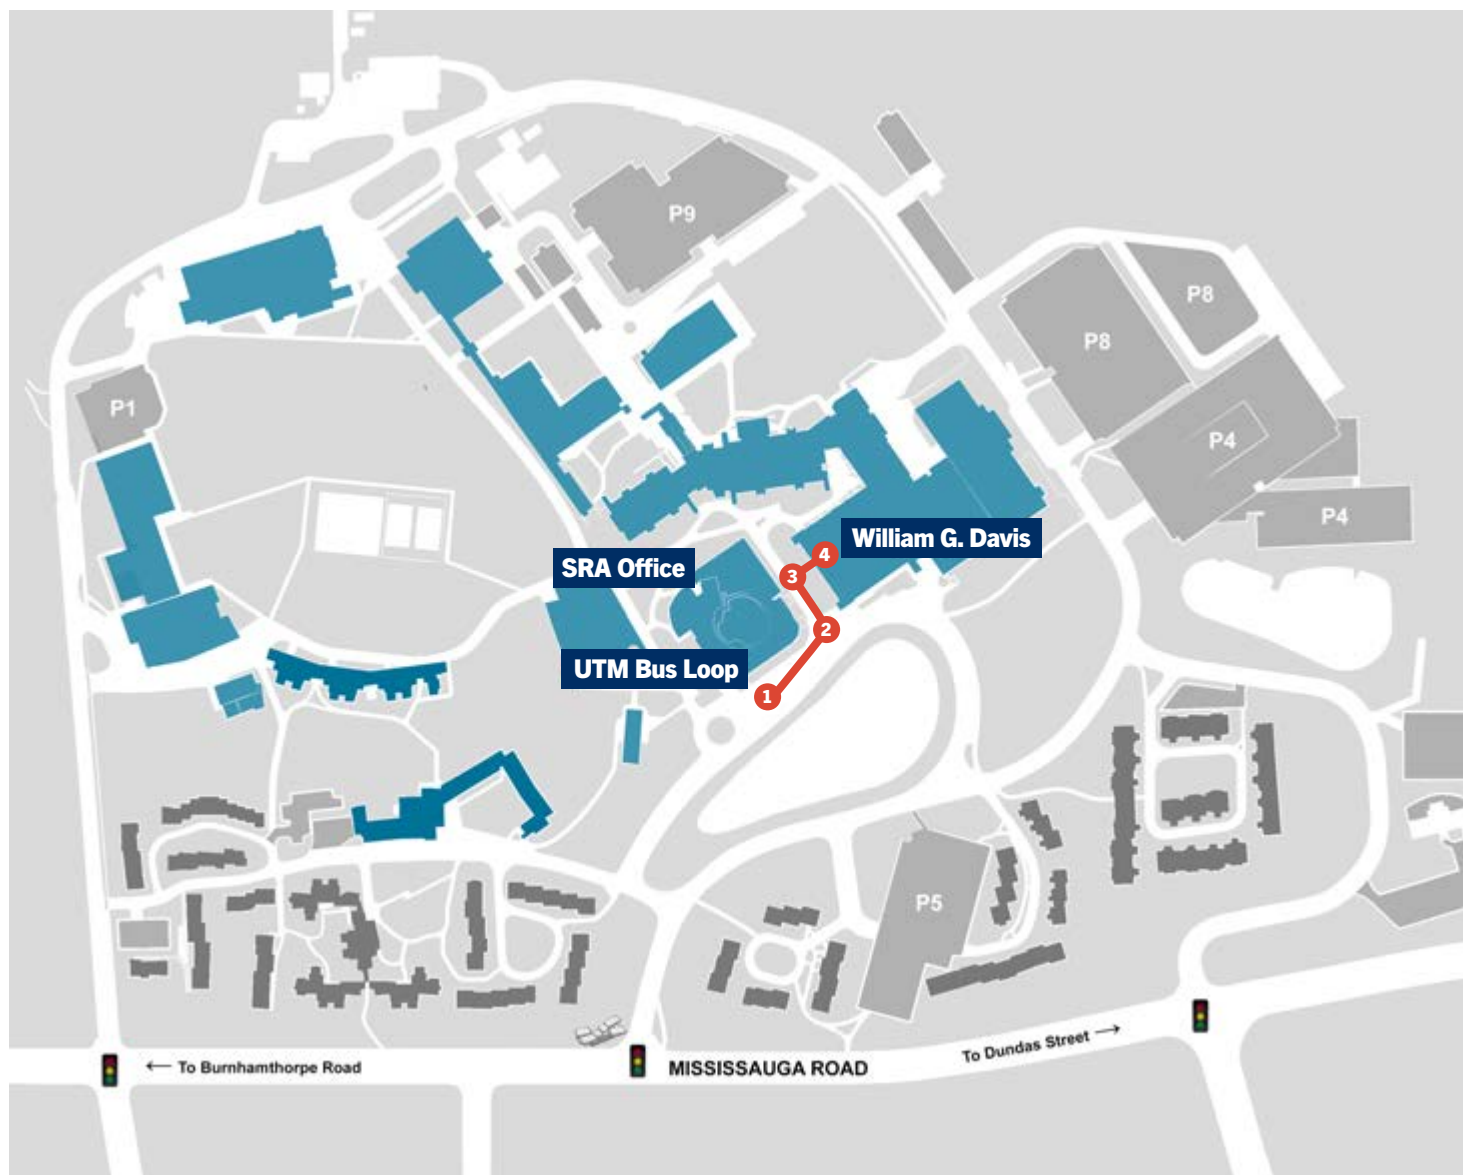 P9
P8
P8
P1
P4
P4
William G. Davis
4
SRA Office
3
2
UTM Bus Loop
1
P5
To Dundas Street →
← To Burnhamthorpe Road
MISSISSAUGA ROAD